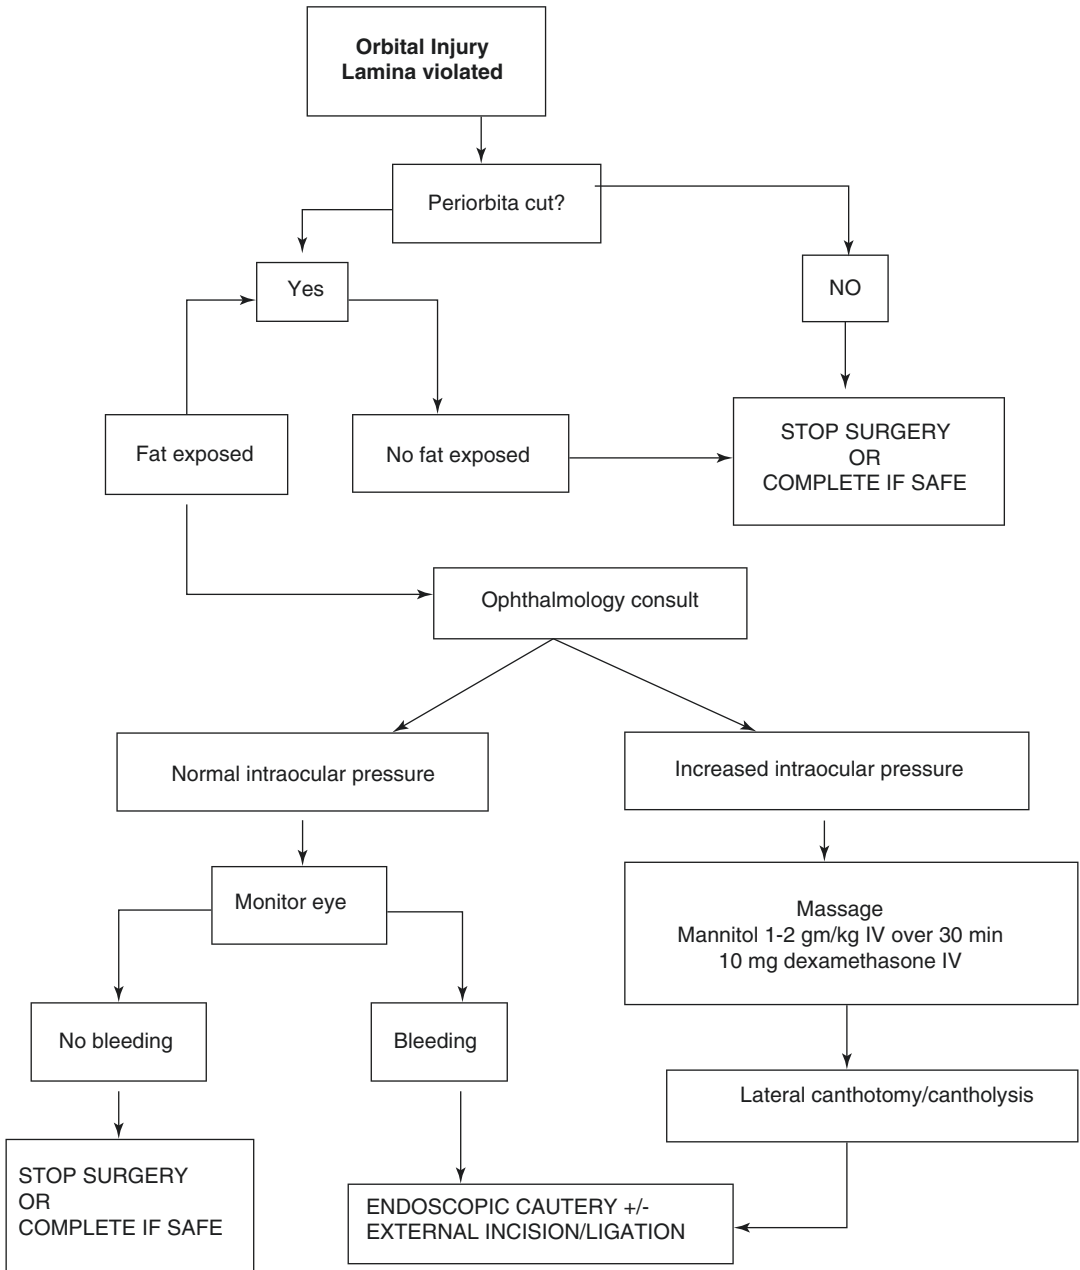 Orbital Injury
Lamina violated
Periorbita cut?
Yes
NO
Fat exposed
No fat exposed
STOP SURGERY
OR
COMPLETE IF SAFE
Ophthalmology consult
Normal intraocular pressure
Increased intraocular pressure
Monitor eye
Massage
Mannitol 1-2 gm/kg IV over 30 min
10 mg dexamethasone IV
No bleeding
Bleeding
Lateral canthotomy/cantholysis
STOP SURGERY
OR
COMPLETE IF SAFE
ENDOSCOPIC CAUTERY +/-
EXTERNAL INCISION/LIGATION